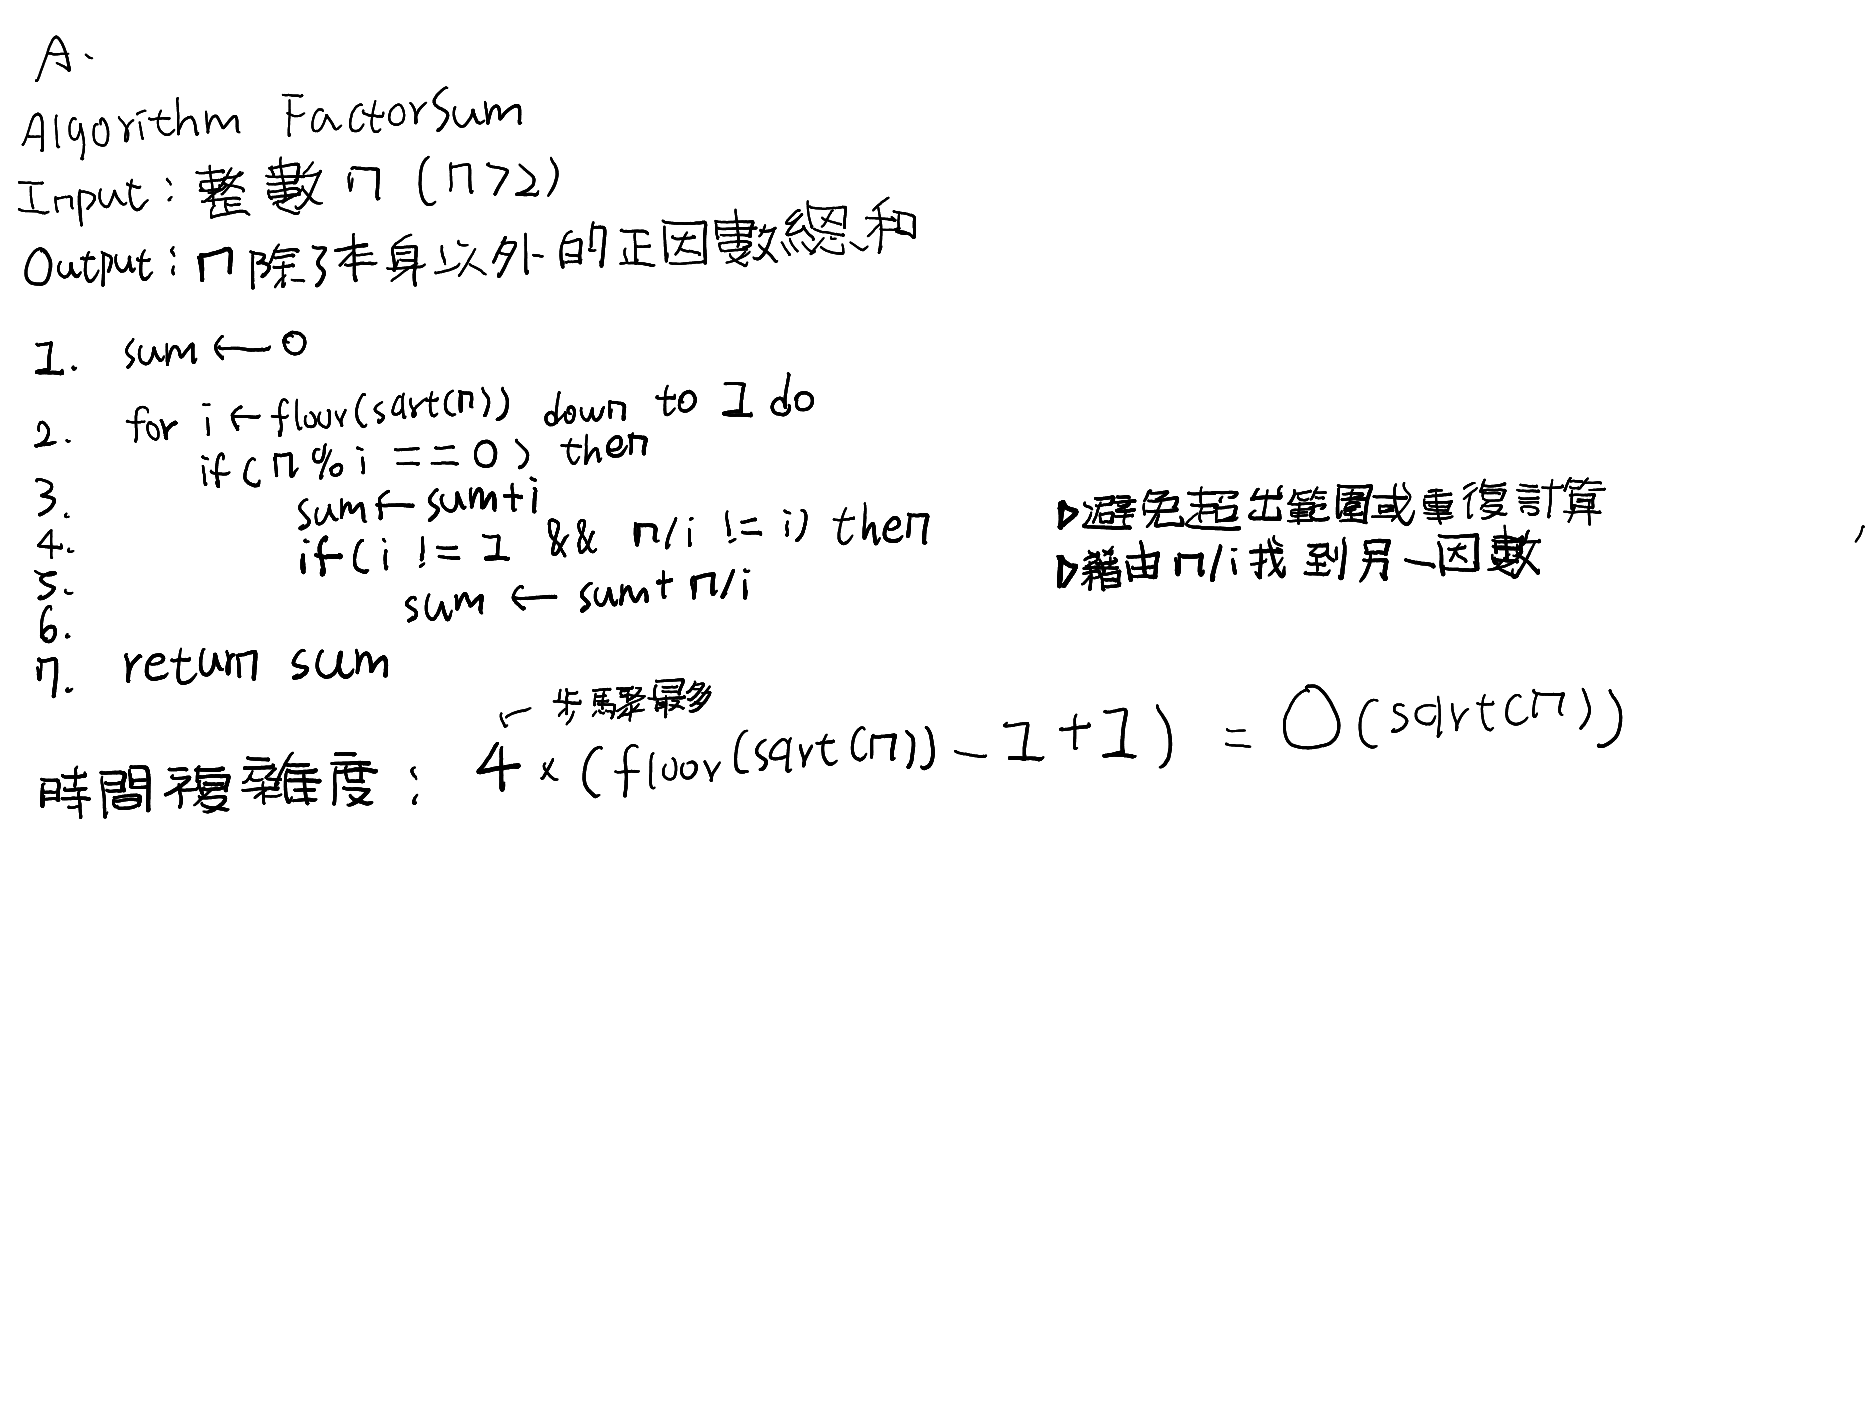 A.
Algorithm FactorSum
Input: 整數 n (n>2)
Output: n除了本身以外的正因數總和
1. sum ← 0
2. for i ← floor(sqrt(n)) down to 1 do
3. if (n % i == 0) then
4. sum ← sum+i
5. if (i != 1 && n/i != i) then ▷避免超出範圍或重復計算
6. sum ← sum + n/i ▷藉由n/i找到另一因數
7. return sum
← 步驟最多
時間複雜度: 4 × (floor(sqrt(n)) - 1 + 1) = O(sqrt(n))